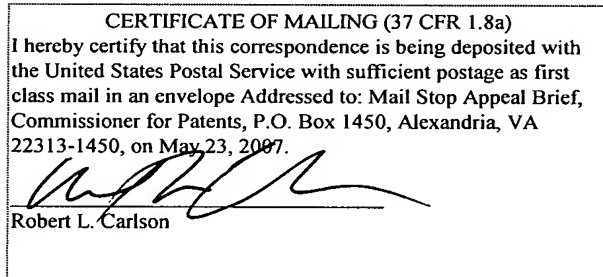 CERTIFICATE OF MAILING (37 CFR 1.8a)
I hereby certify that this correspondence is being deposited with
the United States Postal Service with sufficient postage as first
class mail in an envelope Addressed to: Mail Stop Appeal Brief,
Commissioner for Patents, P.O. Box 1450, Alexandria, VA
22313-1450, on May 23, 2007.
Robert L. Carlson